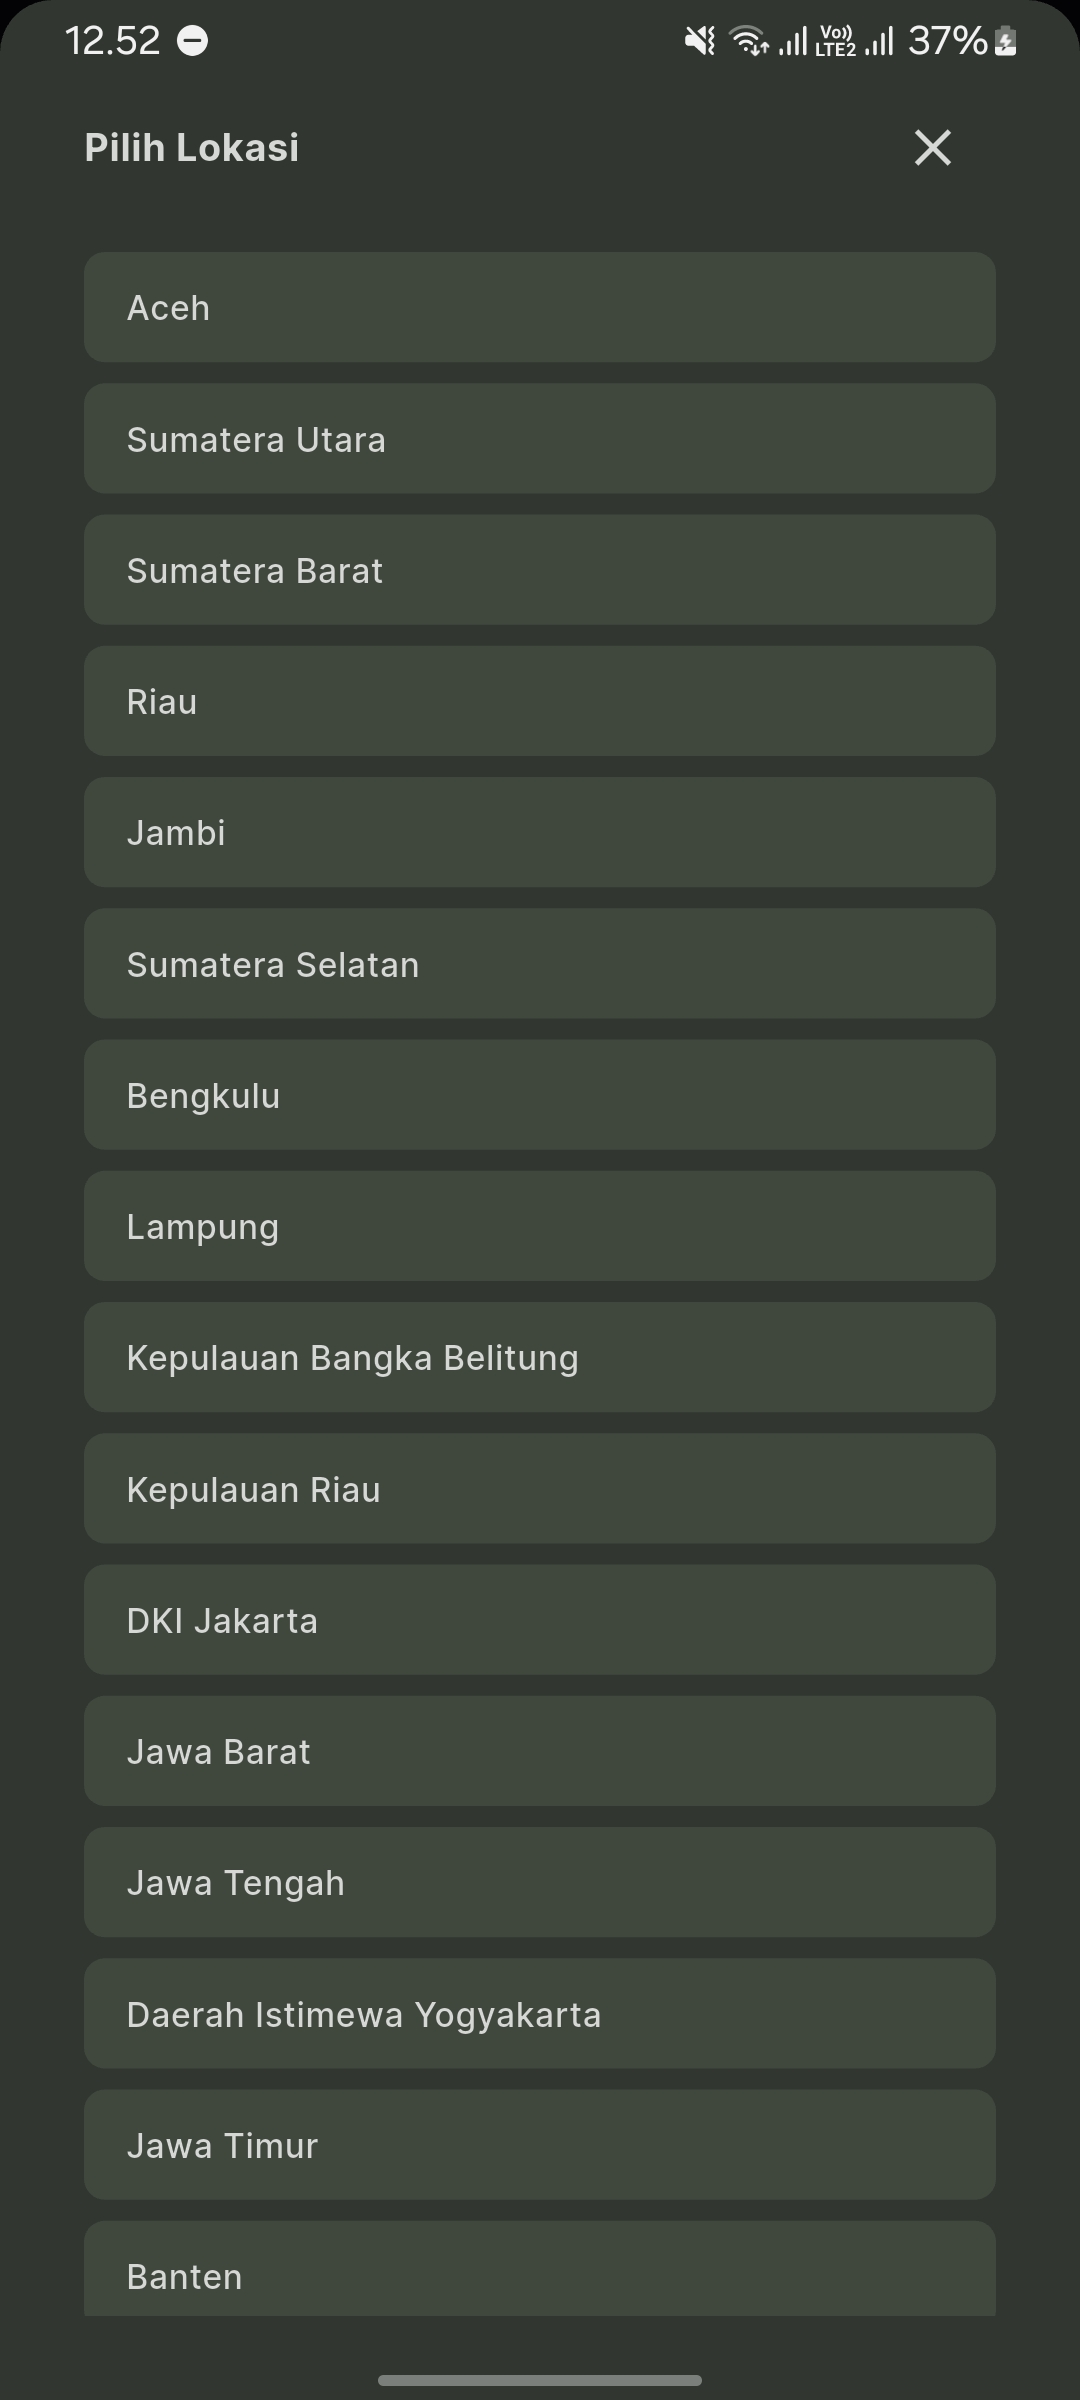 12.52
Vo))
LTE2
37%
Pilih Lokasi
Aceh
Sumatera Utara
Sumatera Barat
Riau
Jambi
Sumatera Selatan
Bengkulu
Lampung
Kepulauan Bangka Belitung
Kepulauan Riau
DKI Jakarta
Jawa Barat
Jawa Tengah
Daerah Istimewa Yogyakarta
Jawa Timur
Banten